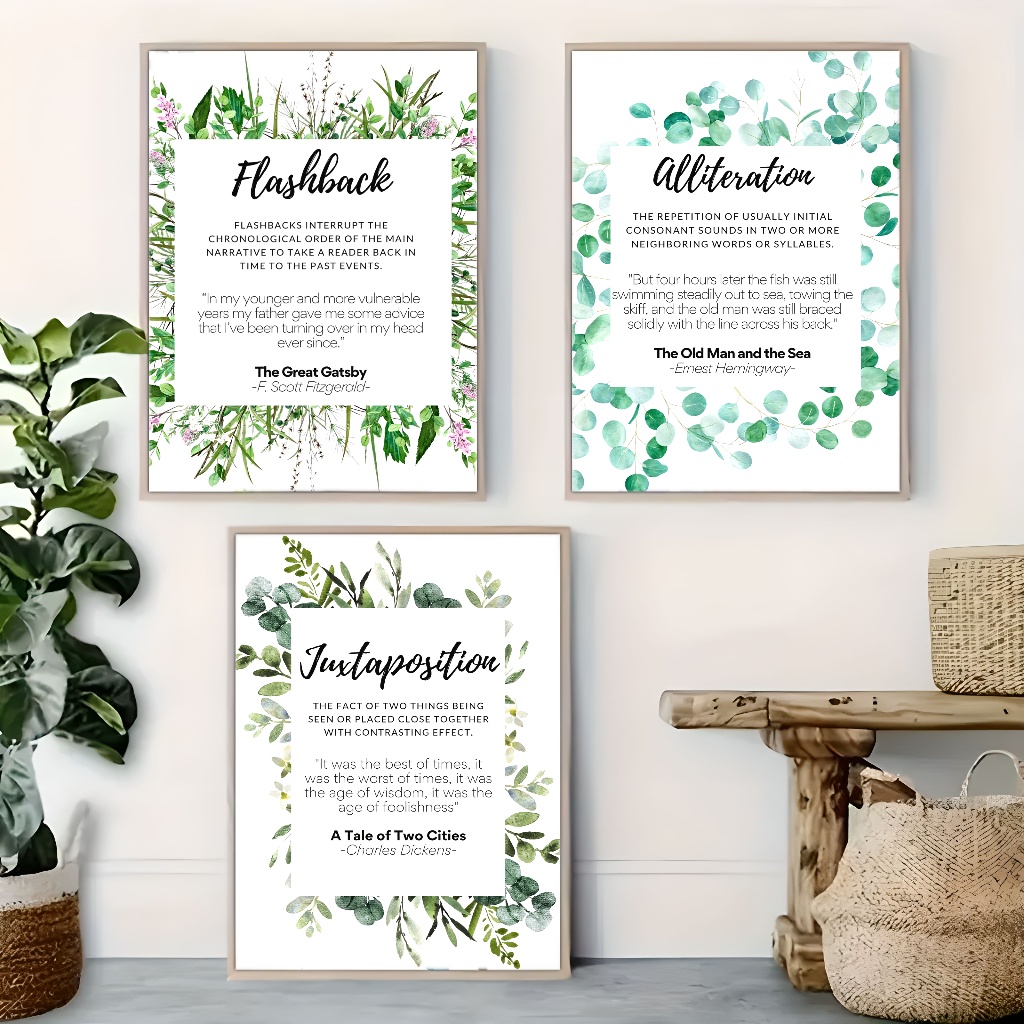 Flashback
FLASHBACKS INTERRUPT THE
CHRONOLOGICAL ORDER OF THE MAIN
NARRATIVE TO TAKE A READER BACK IN
TIME TO THE PAST EVENTS.
"In my younger and more vulnerable
years my father gave me some advice
that I've been turning over in my head
ever since."
The Great Gatsby
-F. Scott Fitzgerald-
Alliteration
THE REPETITION OF USUALLY INITIAL
CONSONANT SOUNDS IN TWO OR MORE
NEIGHBORING WORDS OR SYLLABLES.
"But four hours later the fish was still
swimming steadily out to sea, towing the
skiff, and the old man was still braced
solidly with the line across his back."
The Old Man and the Sea
-Ernest Hemingway-
Juxtaposition
THE FACT OF TWO THINGS BEING
SEEN OR PLACED CLOSE TOGETHER
WITH CONTRASTING EFFECT.
"It was the best of times, it
was the worst of times, it was
the age of wisdom, it was the
age of foolishness"
A Tale of Two Cities
-Charles Dickens-